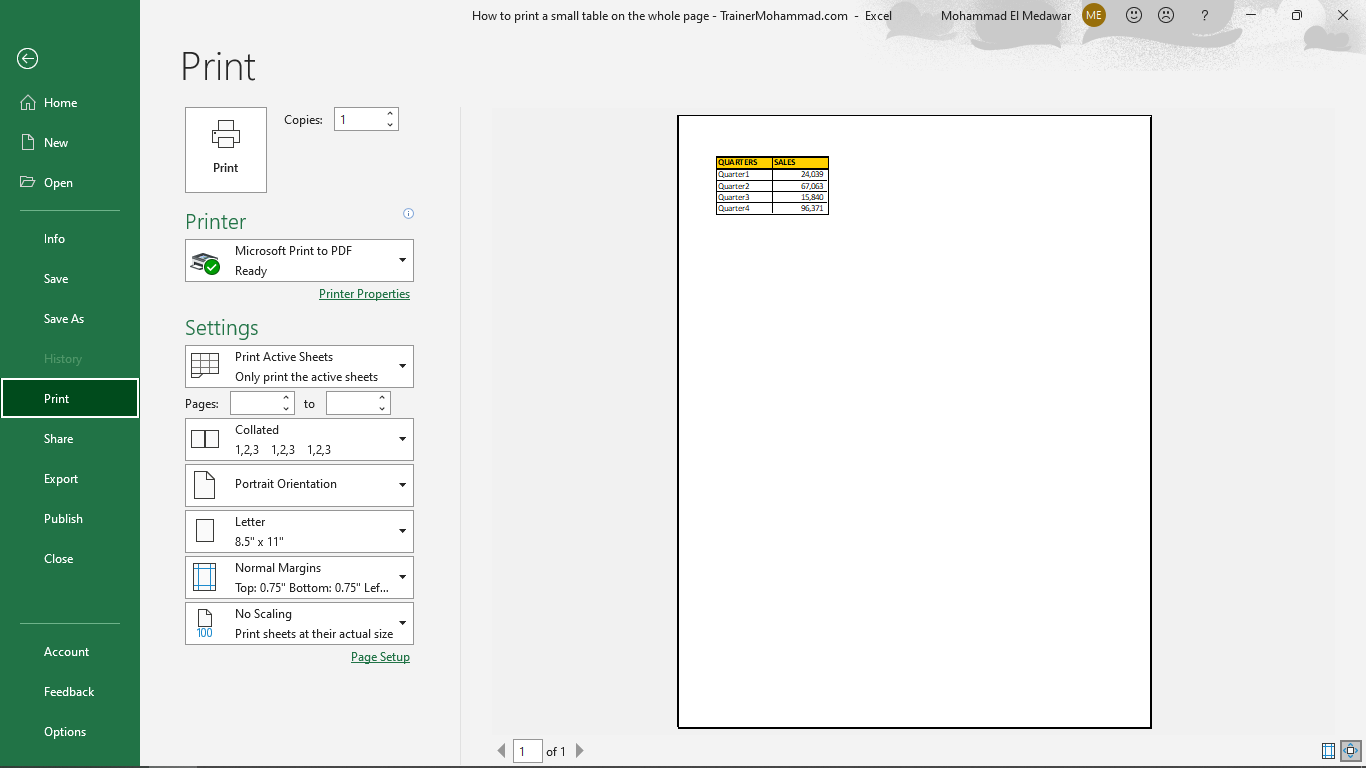 How to print a small table on the whole page - TrainerMohammad.com - Excel
Mohammad El Medawar
ME
?
Home
New
Open
Info
Save
Save As
History
Print
Share
Export
Publish
Close
Account
Feedback
Options
Print
Print
Copies: 1
Printer
Microsoft Print to PDF
Ready
Printer Properties
Settings
Print Active Sheets
Only print the active sheets
Pages: to
Collated
1,2,3 1,2,3 1,2,3
Portrait Orientation
Letter
8.5" x 11"
Normal Margins
Top: 0.75" Bottom: 0.75" Lef...
No Scaling
100
Print sheets at their actual size
Page Setup
QUARTERS SALES
Quarter1 24,039
Quarter2 67,063
Quarter3 15,840
Quarter4 96,371
1 of 1